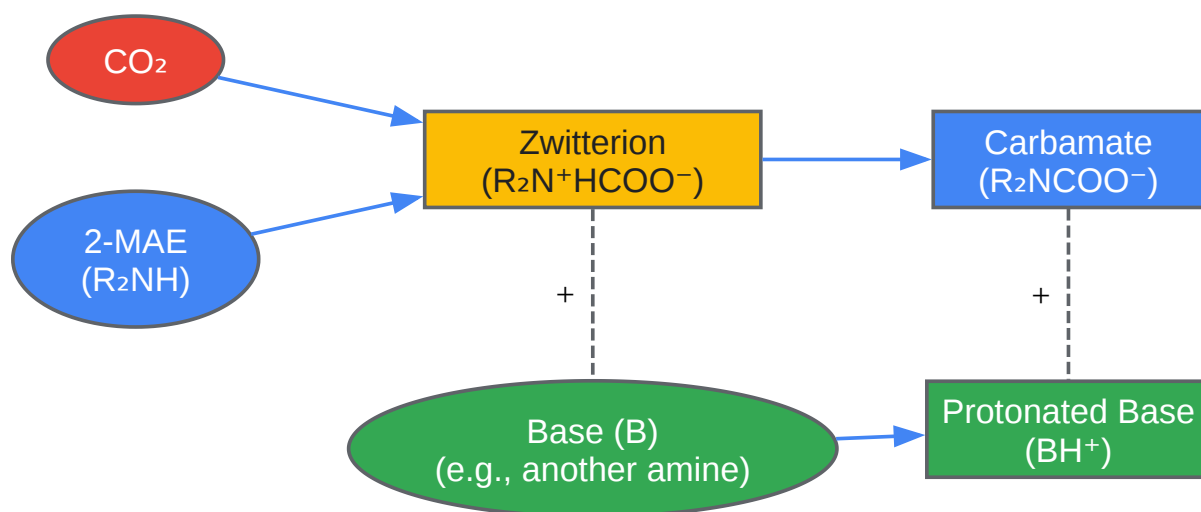 CO₂
Zwitterion
(R₂N⁺HCOO⁻)
Carbamate
(R₂NCOO⁻)
2-MAE
(R₂NH)
+
+
Base (B)
(e.g., another amine)
Protonated Base
(BH⁺)